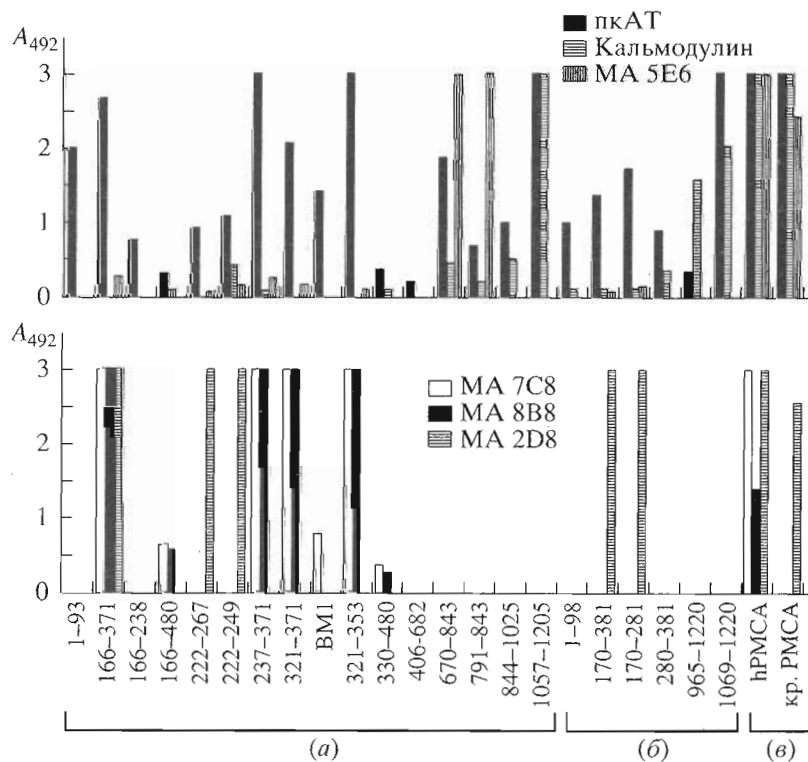 A492
3
2
1
0
пкАТ
Кальмодулин
МА 5Е6
A492
3
2
1
0
МА 7С8
МА 8В8
МА 2D8
1–93
166–371
166–238
166–480
222–267
222–249
237–371
321–371
BM1
321–353
330–480
406-682
670–843
791–843
844–1025
1057–1205
1–98
170–381
170–281
280–381
965–1220
1069–1220
hPMCA
кр. PMCA
(а)
(б)
(в)